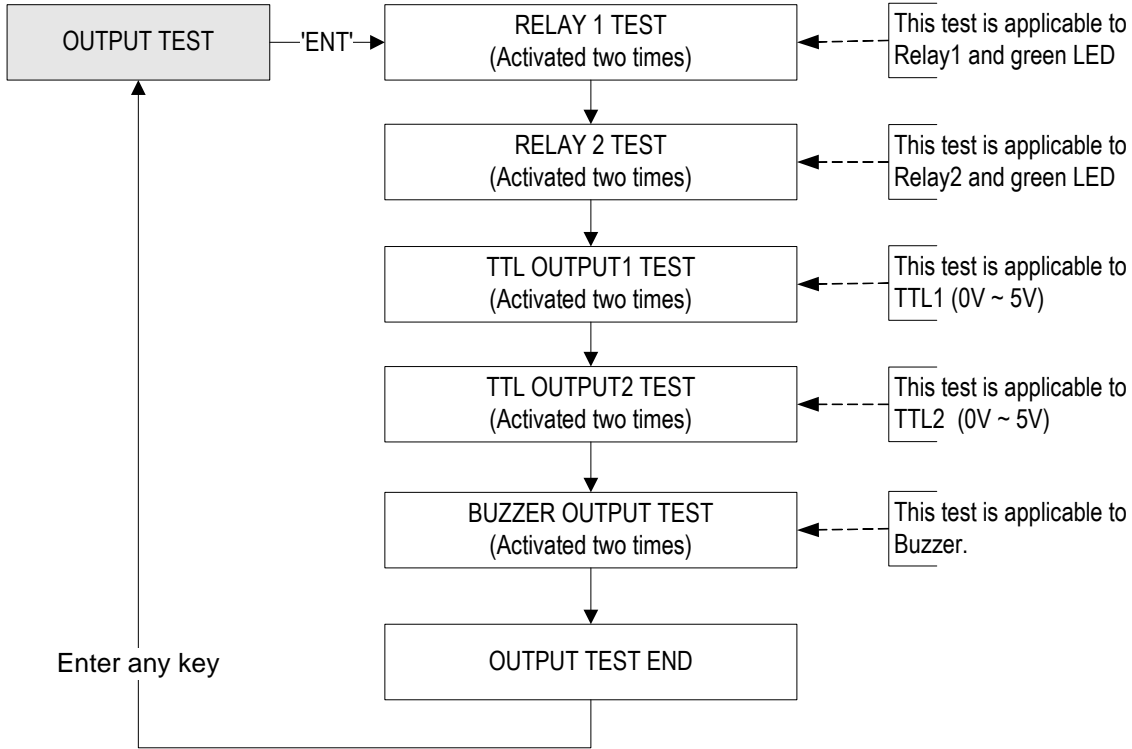 OUTPUT TEST
'ENT'
RELAY 1 TEST
(Activated two times)
This test is applicable to
Relay1 and green LED
RELAY 2 TEST
(Activated two times)
This test is applicable to
Relay2 and green LED
TTL OUTPUT1 TEST
(Activated two times)
This test is applicable to
TTL1 (0V ~ 5V)
TTL OUTPUT2 TEST
(Activated two times)
This test is applicable to
TTL2 (0V ~ 5V)
BUZZER OUTPUT TEST
(Activated two times)
This test is applicable to
Buzzer.
OUTPUT TEST END
Enter any key